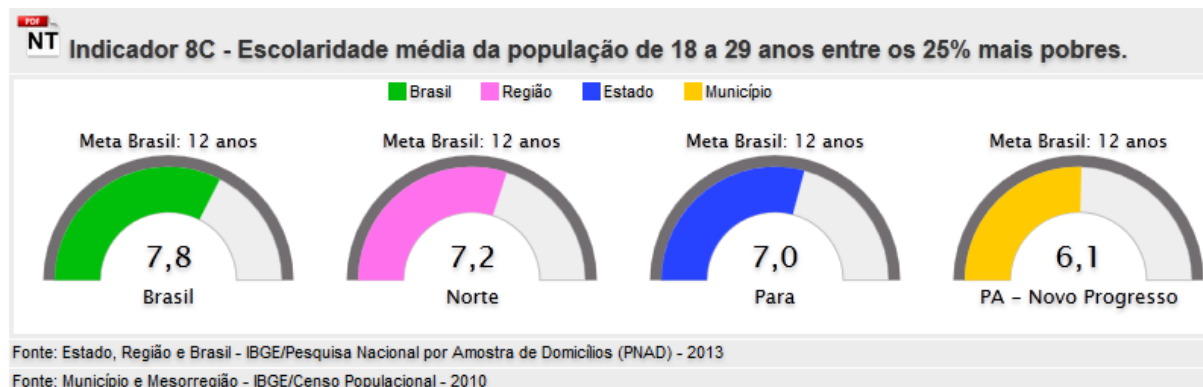 PDF
NT
Indicador 8C - Escolaridade média da população de 18 a 29 anos entre os 25% mais pobres.
Brasil Região Estado Município
Meta Brasil: 12 anos Meta Brasil: 12 anos Meta Brasil: 12 anos Meta Brasil: 12 anos
7,8 7,2 7,0 6,1
Brasil Norte Para PA – Novo Progresso
Fonte: Estado, Região e Brasil - IBGE/Pesquisa Nacional por Amostra de Domicílios (PNAD) - 2013
Fonte: Município e Mesorregião - IBGE/Censo Populacional - 2010